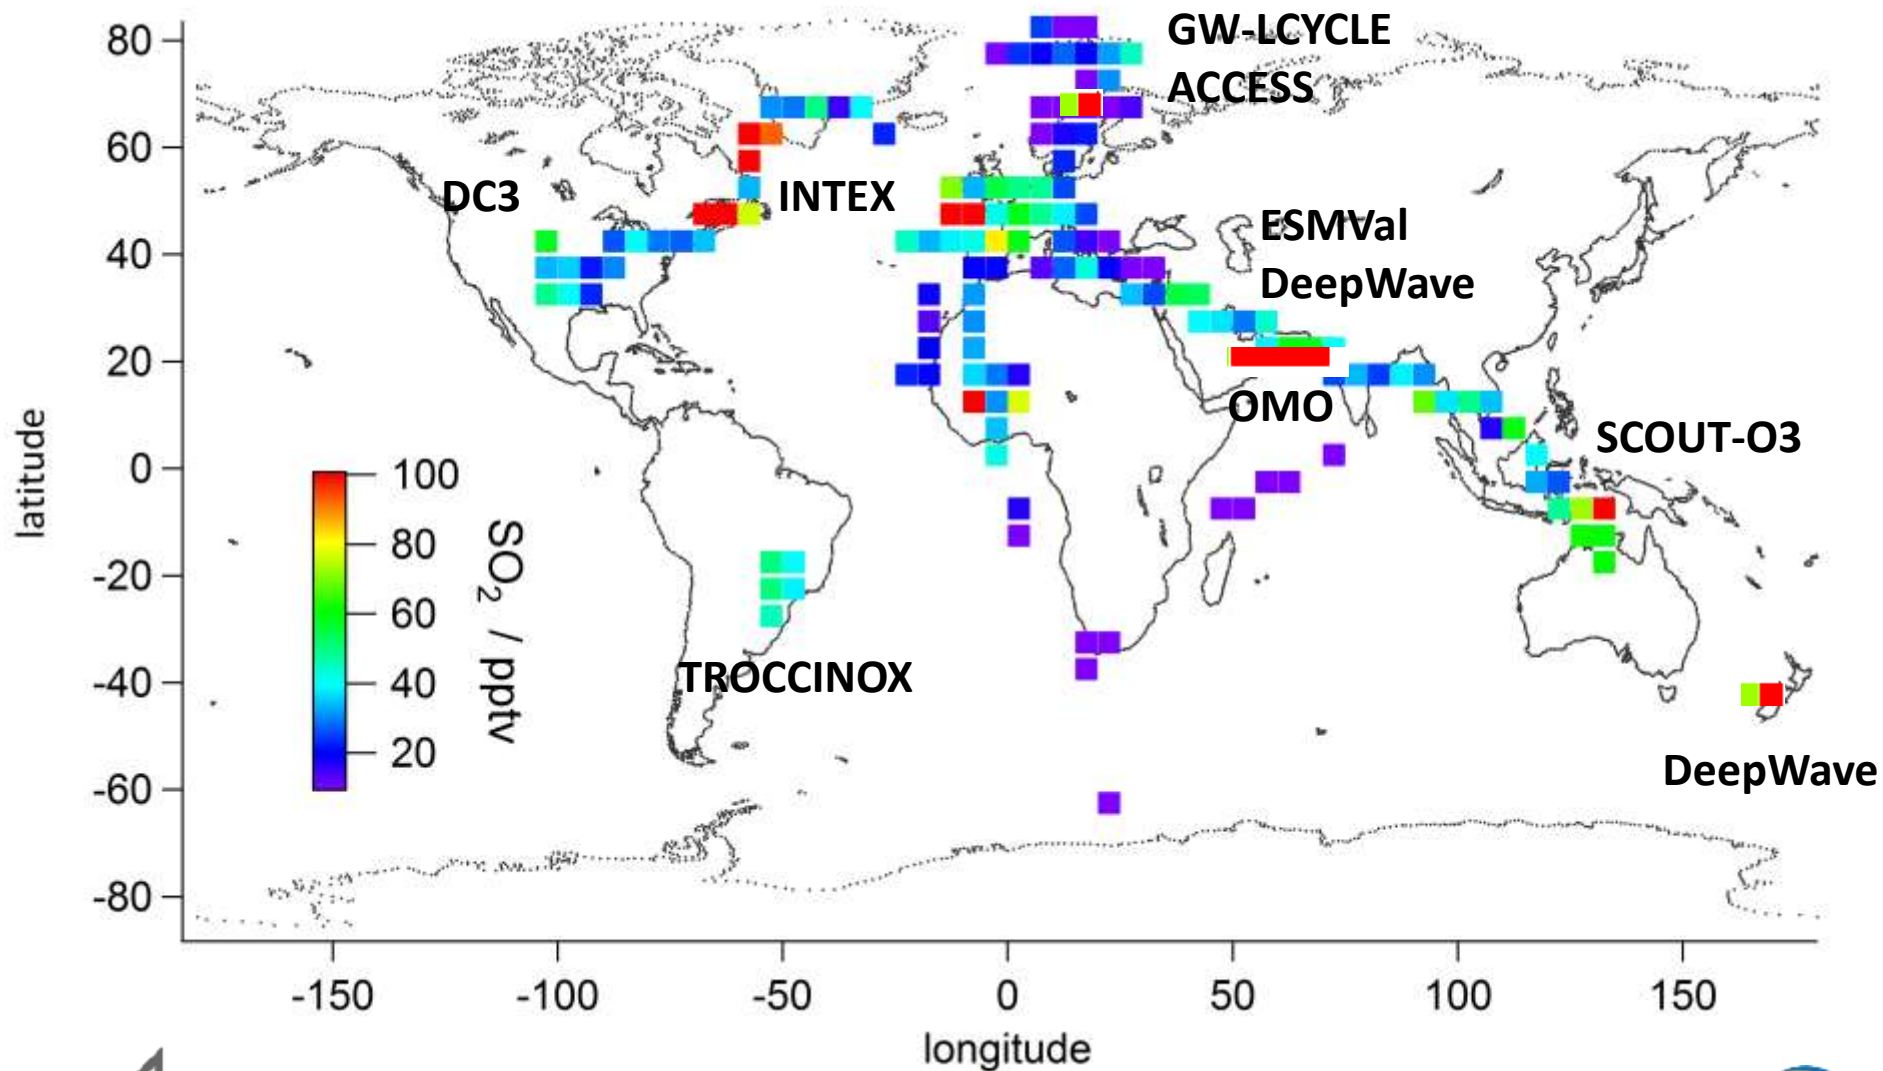 GW-LCYCLE
ACCESS
DC3
INTEX
ESMVal
DeepWave
OMO
SCOUT-O3
TROCCINOX
DeepWave
latitude
80
60
40
20
0
-20
-40
-60
-80
100
80
60
40
20
SO2 / pptv
-150 -100 -50 0 50 100 150
longitude